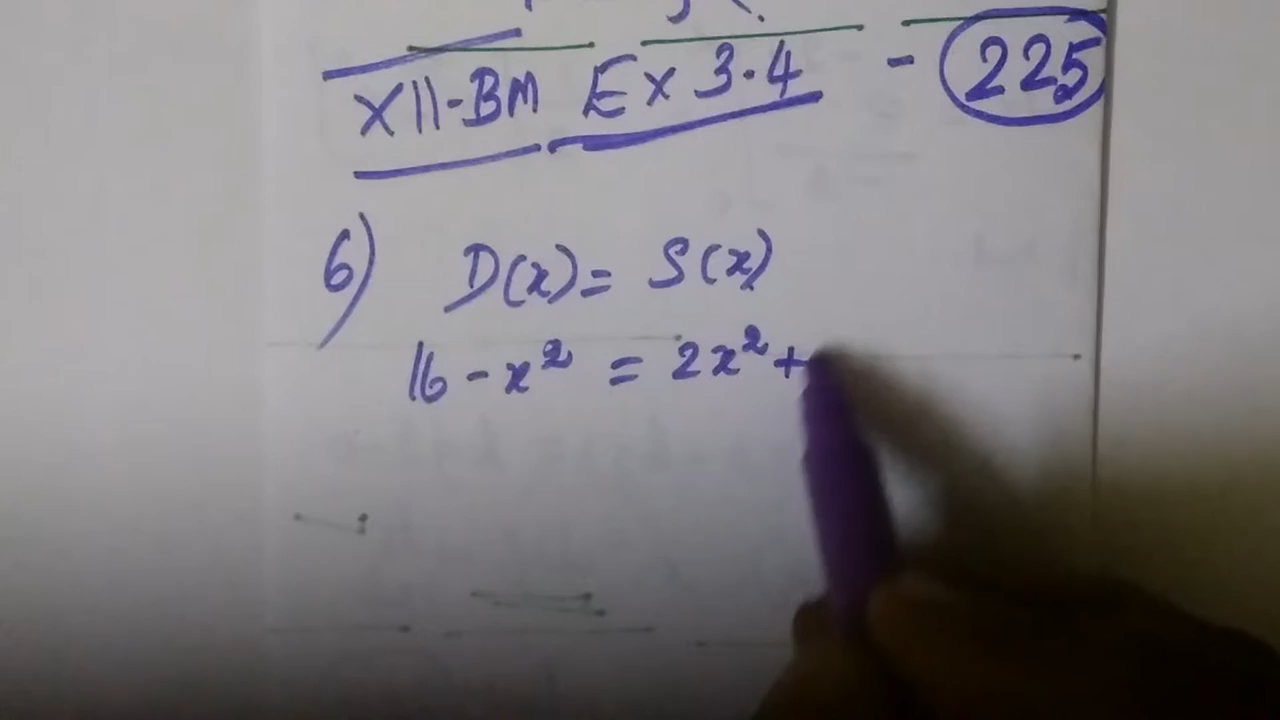 XII-BM Ex 3.4 - 225
6) D(x) = S(x)
16 - x² = 2x² +